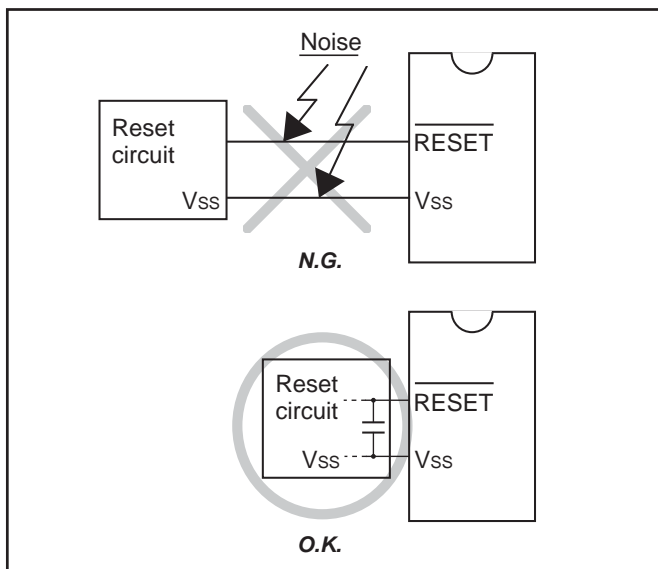 Noise
Reset
circuit
RESET
Vss
Vss
N.G.
Reset
circuit
RESET
Vss
Vss
O.K.